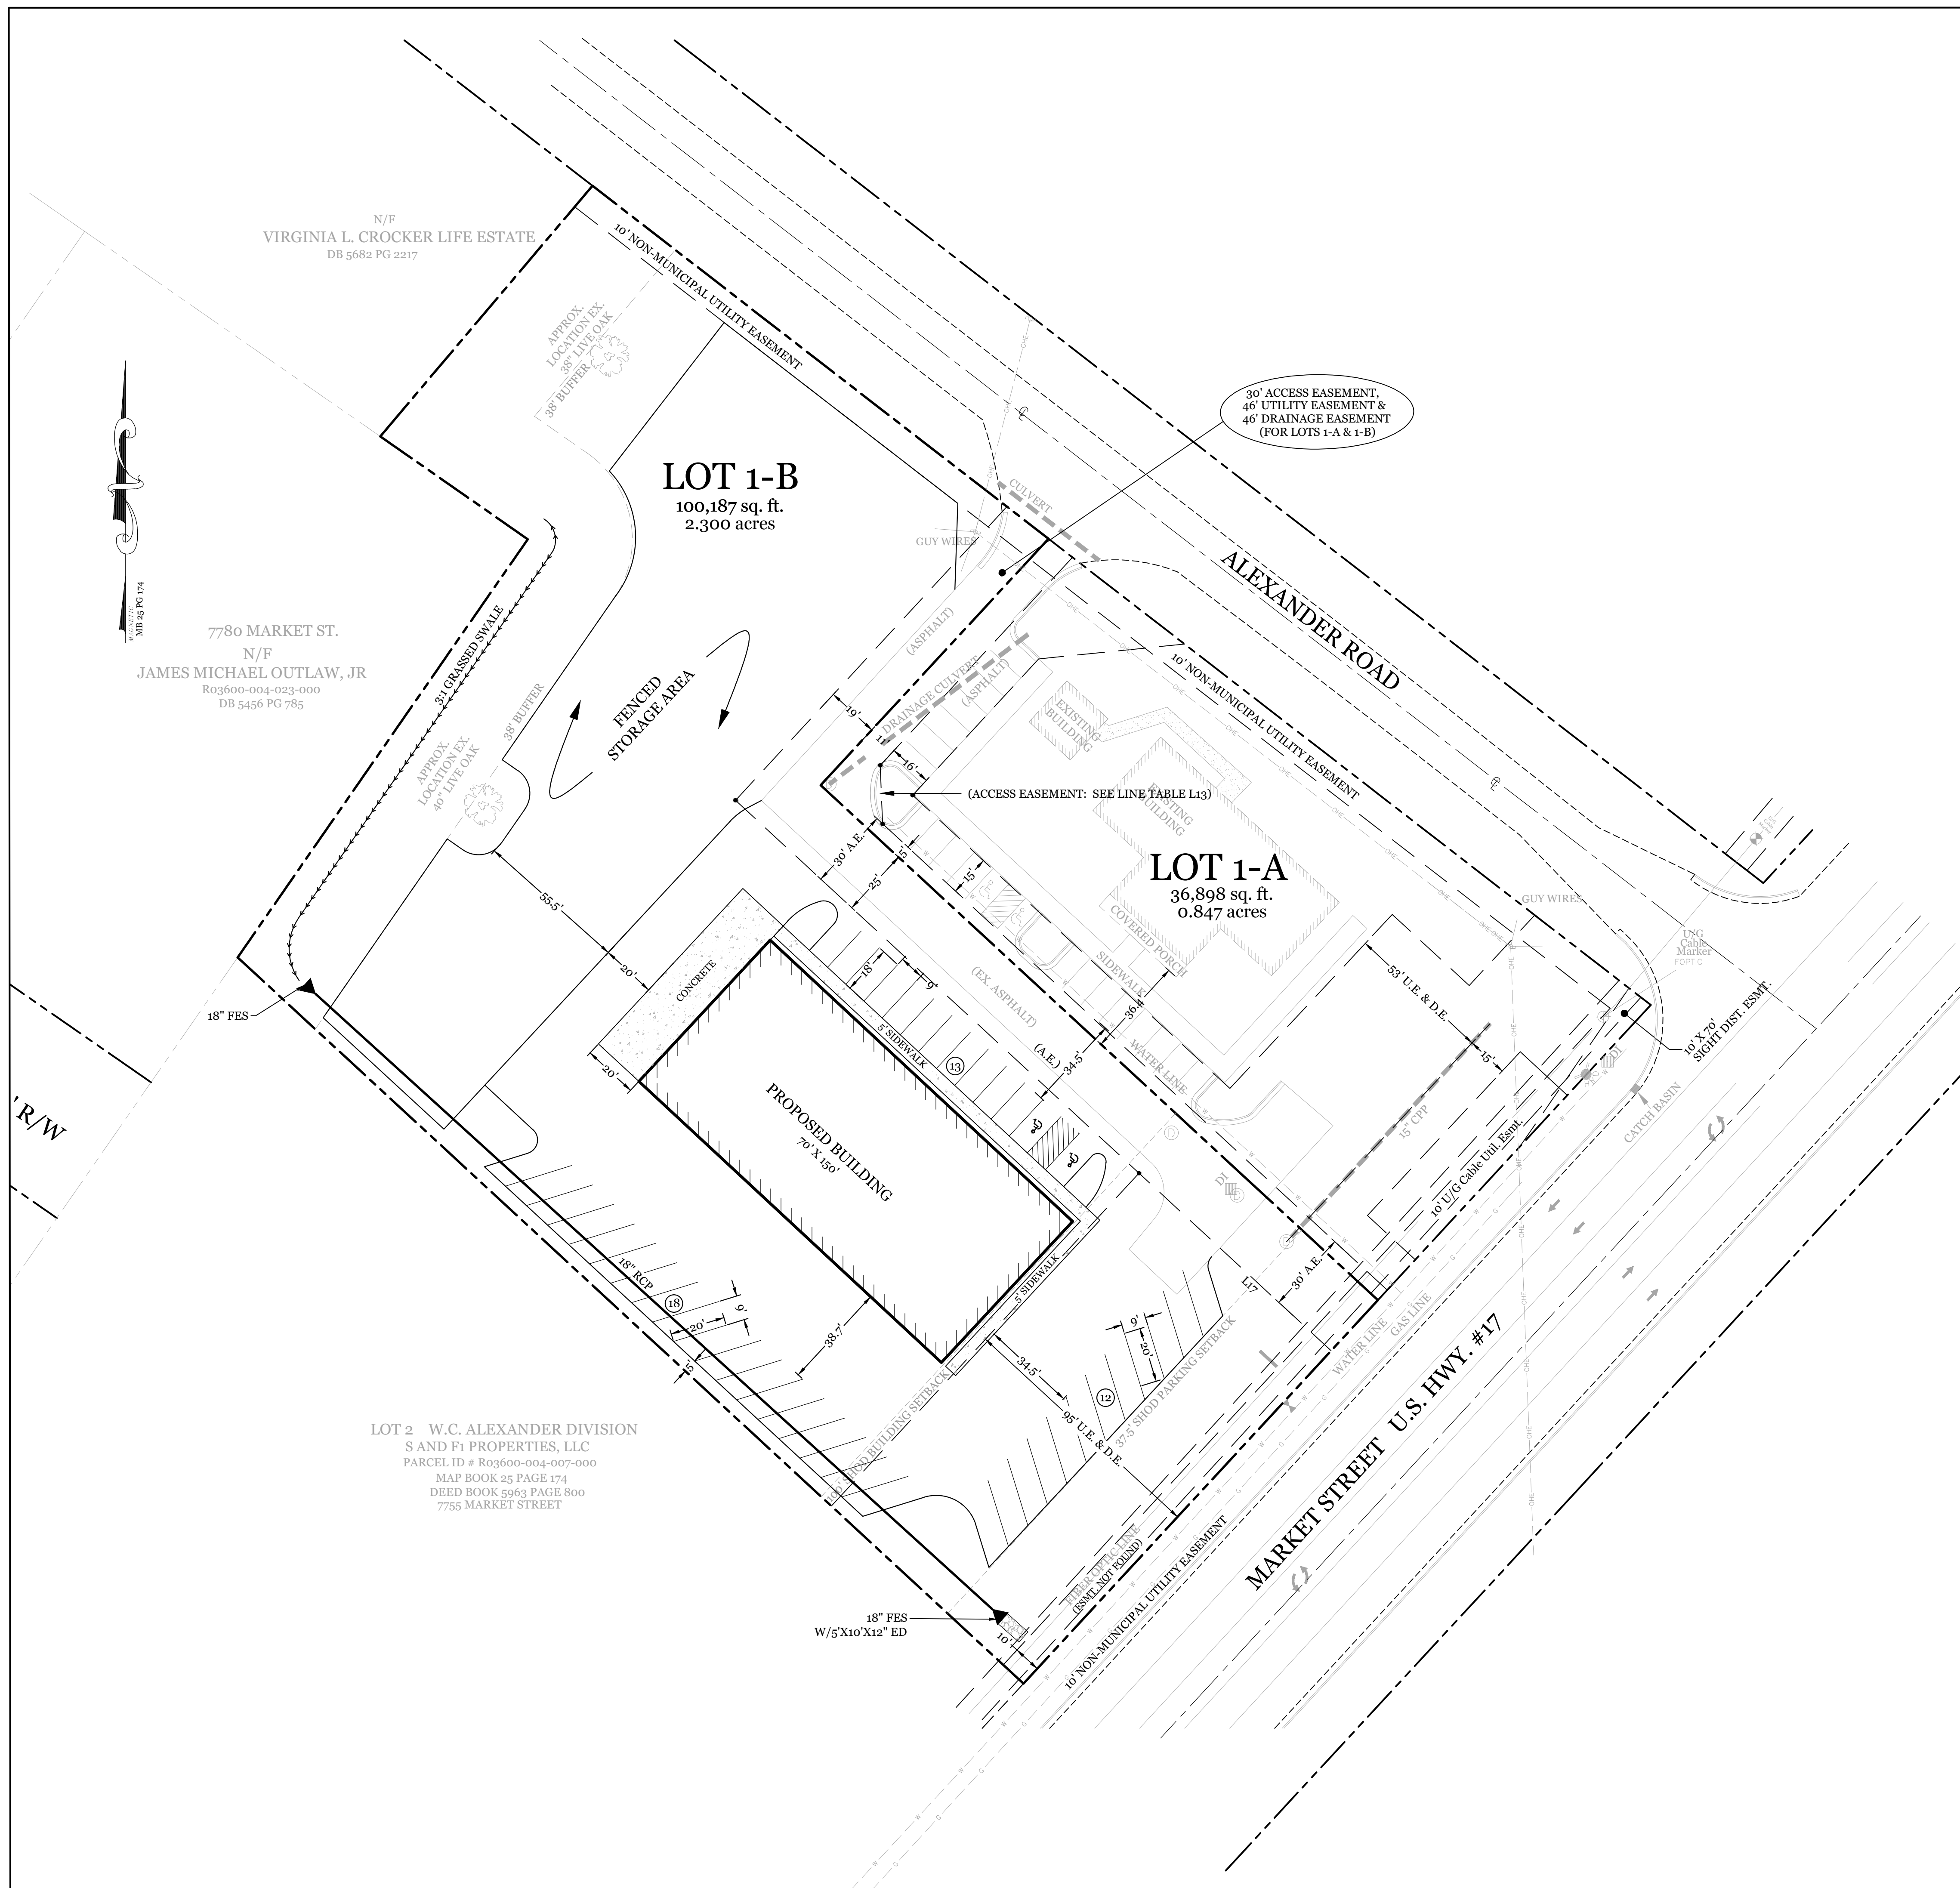 N/F
VIRGINIA L. CROCKER LIFE ESTATE
DB 5682 PG 2217
10' NON-MUNICIPAL UTILITY EASEMENT
APPROX.
LOCATION EX.
38" LIVE OAK
38' BUFFER
30' ACCESS EASEMENT,
46' UTILITY EASEMENT &
46' DRAINAGE EASEMENT
(FOR LOTS 1-A & 1-B)
LOT 1-B
100,187 sq. ft.
2.300 acres
CULVERT
GUY WIRES
OHE
ALEXANDER ROAD
MAGNETIC
MB 25 PG 174
7780 MARKET ST.
N/F
JAMES MICHAEL OUTLAW, JR
R03600-004-023-000
DB 5456 PG 785
3:1 GRASSED SWALE
38' BUFFER
FENCED
STORAGE AREA
APPROX.
LOCATION EX.
40" LIVE OAK
(ASPHALT)
DRAINAGE CULVERT
(ASPHALT)
19'
11'
16'
EXISTING
BUILDING
10' NON-MUNICIPAL UTILITY EASEMENT
(ACCESS EASEMENT: SEE LINE TABLE L13)
EXISTING
BUILDING
LOT 1-A
36,898 sq. ft.
0.847 acres
30' A.E.
25'
5'
15'
COVERED PORCH
SIDEWALK
36.4'
GUY WIRES
U/G
Cable
Marker
FOPTIC
53' U.E. & D.E.
15'
10' X 70'
SIGHT DIST. ESMT.
55.5'
20'
CONCRETE
20'
18'
9'
5' SIDEWALK
13
(EX. ASPHALT)
(A.E.)
34.5'
WATER LINE
DI
15" CPP
CATCH BASIN
DI
10' U/G Cable Util. Esmt.
18" FES
' R/W
PROPOSED BUILDING
70' X 150'
5' SIDEWALK
L17
30' A.E.
18" RCP
18
9'
20'
5'
38.7'
34.5'
95' U.E. & D.E.
9'
20'
12
37.5' SHOD PARKING SETBACK
100' SHOD BUILDING SETBACK
WATER LINE
GAS LINE
MARKET STREET U.S. HWY. #17
LOT 2 W.C. ALEXANDER DIVISION
S AND F1 PROPERTIES, LLC
PARCEL ID # R03600-004-007-000
MAP BOOK 25 PAGE 174
DEED BOOK 5963 PAGE 800
7755 MARKET STREET
FIBER OPTIC LINE
(ESMT. NOT FOUND)
10' NON-MUNICIPAL UTILITY EASEMENT
18" FES
W/5'X10'X12" ED
10'